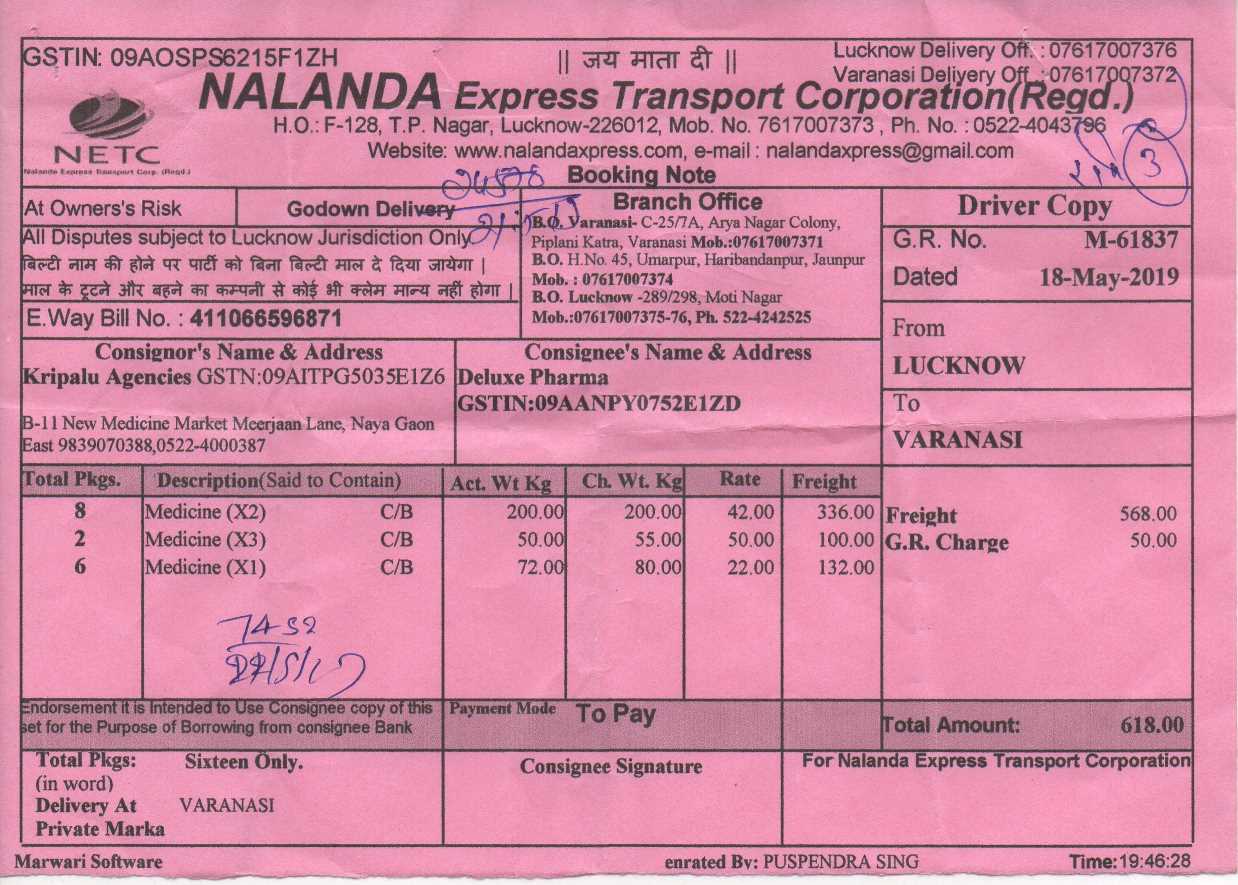 GSTIN: 09AOSPS6215F1ZH
|| जय माता दी ||
Lucknow Delivery Off. : 07617007376
Varanasi Delivery Off. :07617007372
NALANDA Express Transport Corporation(Regd.)
H.O.: F-128, T.P. Nagar, Lucknow-226012, Mob. No. 7617007373 , Ph. No. : 0522-4043796
Website: www.nalandaxpress.com, e-mail : nalandaxpress@gmail.com
NETC
Nalanda Express Transport Corp. (Regd.)
Booking Note
24578
3
At Owners's Risk
Godown Delivery
All Disputes subject to Lucknow Jurisdiction Only
बिल्टी नाम की होने पर पार्टी को बिना बिल्टी माल दे दिया जायेगा |
माल के टूटने और बहने का कम्पनी से कोई भी क्लेम मान्य नहीं होगा |
E.Way Bill No. : 411066596871
Branch Office
B.O. Varanasi- C-25/7A, Arya Nagar Colony,
Piplani Katra, Varanasi Mob.:07617007371
B.O. H.No. 45, Umarpur, Haribandanpur, Jaunpur
Mob. : 07617007374
B.O. Lucknow -289/298, Moti Nagar
Mob.:07617007375-76, Ph. 522-4242525
Driver Copy
G.R. No. M-61837
Dated 18-May-2019
From
LUCKNOW
To
VARANASI
Consignor's Name & Address
Kripalu Agencies GSTN:09AITPG5035E1Z6
B-11 New Medicine Market Meerjaan Lane, Naya Gaon
East 9839070388,0522-4000387
Consignee's Name & Address
Deluxe Pharma
GSTIN:09AANPY0752E1ZD
Total Pkgs. Description(Said to Contain) Act. Wt Kg Ch. Wt. Kg Rate Freight
8 Medicine (X2) C/B 200.00 200.00 42.00 336.00
2 Medicine (X3) C/B 50.00 55.00 50.00 100.00
6 Medicine (X1) C/B 72.00 80.00 22.00 132.00
Freight 568.00
G.R. Charge 50.00
7452
Endorsement it is Intended to Use Consignee copy of this
set for the Purpose of Borrowing from consignee Bank
Payment Mode To Pay
Total Amount: 618.00
Total Pkgs: Sixteen Only.
(in word)
Delivery At VARANASI
Private Marka
Consignee Signature
For Nalanda Express Transport Corporation
Marwari Software
enrated By: PUSPENDRA SING
Time:19:46:28